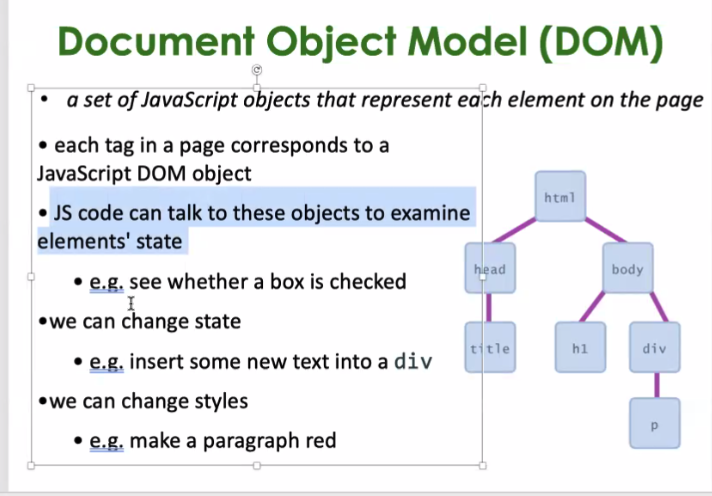 Document Object Model (DOM)
• a set of JavaScript objects that represent each element on the page
• each tag in a page corresponds to a
JavaScript DOM object
• JS code can talk to these objects to examine
elements' state
• e.g. see whether a box is checked
•we can change state
• e.g. insert some new text into a div
•we can change styles
• e.g. make a paragraph red
html
head
body
title
h1
div
p